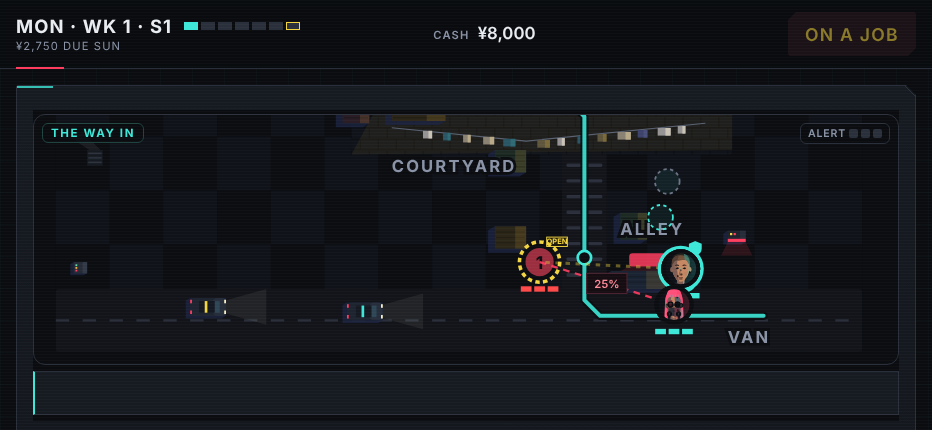 MON · WK 1 · S1
¥2,750 DUE SUN
CASH ¥8,000
ON A JOB
THE WAY IN
ALERT
COURTYARD
ALLEY
OPEN
25%
VAN